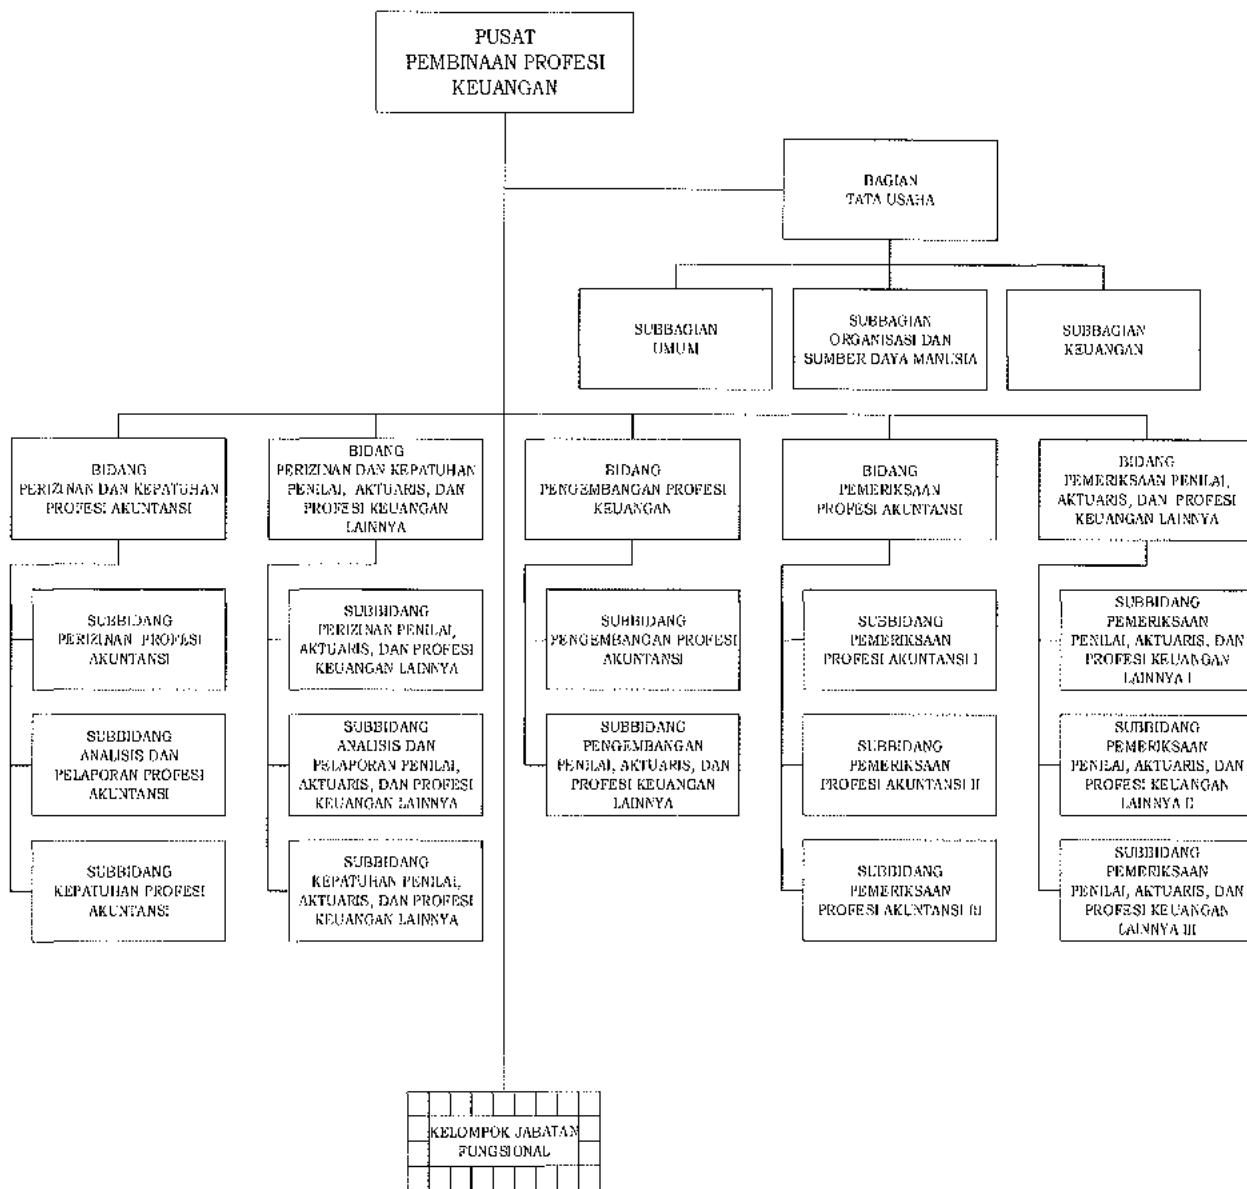 PUSAT
PEMBINAAN PROFESI
KEUANGAN
BAGIAN
TATA USAHA
SUBBAGIAN
UMUM
SUBBAGIAN
ORGANISASI DAN
SUMBER DAYA MANUSIA
SUBBAGIAN
KEUANGAN
BIDANG
PERIZINAN DAN KEPATUHAN
PROFESI AKUNTANSI
BIDANG
PERIZINAN DAN KEPATUHAN
PENILAI, AKTUARIS, DAN
PROFESI KEUANGAN
LAINNYA
BIDANG
PENGEMBANGAN PROFESI
KEUANGAN
BIDANG
PEMERIKSAAN
PROFESI AKUNTANSI
BIDANG
PEMERIKSAAN PENILAI,
AKTUARIS, DAN PROFESI
KEUANGAN LAINNYA
SUBBIDANG
PERIZINAN PROFESI
AKUNTANSI
SUBBIDANG
PERIZINAN PENILAI,
AKTUARIS, DAN PROFESI
KEUANGAN LAINNYA
SUBBIDANG
PENGEMBANGAN PROFESI
AKUNTANSI
SUBBIDANG
PEMERIKSAAN
PROFESI AKUNTANSI I
SUBBIDANG
PEMERIKSAAN
PENILAI, AKTUARIS, DAN
PROFESI KEUANGAN
LAINNYA I
SUBBIDANG
ANALISIS DAN
PELAPORAN PROFESI
AKUNTANSI
SUBBIDANG
ANALISIS DAN
PELAPORAN PENILAI,
AKTUARIS, DAN PROFESI
KEUANGAN LAINNYA
SUBBIDANG
PENGEMBANGAN
PENILAI, AKTUARIS, DAN
PROFESI KEUANGAN
LAINNYA
SUBBIDANG
PEMERIKSAAN
PROFESI AKUNTANSI II
SUBBIDANG
PEMERIKSAAN
PENILAI, AKTUARIS, DAN
PROFESI KEUANGAN
LAINNYA II
SUBBIDANG
KEPATUHAN PROFESI
AKUNTANSI
SUBBIDANG
KEPATUHAN PENILAI,
AKTUARIS, DAN PROFESI
KEUANGAN LAINNYA
SUBBIDANG
PEMERIKSAAN
PROFESI AKUNTANSI III
SUBBIDANG
PEMERIKSAAN
PENILAI, AKTUARIS, DAN
PROFESI KEUANGAN
LAINNYA III
KELOMPOK JABATAN
FUNGSIONAL